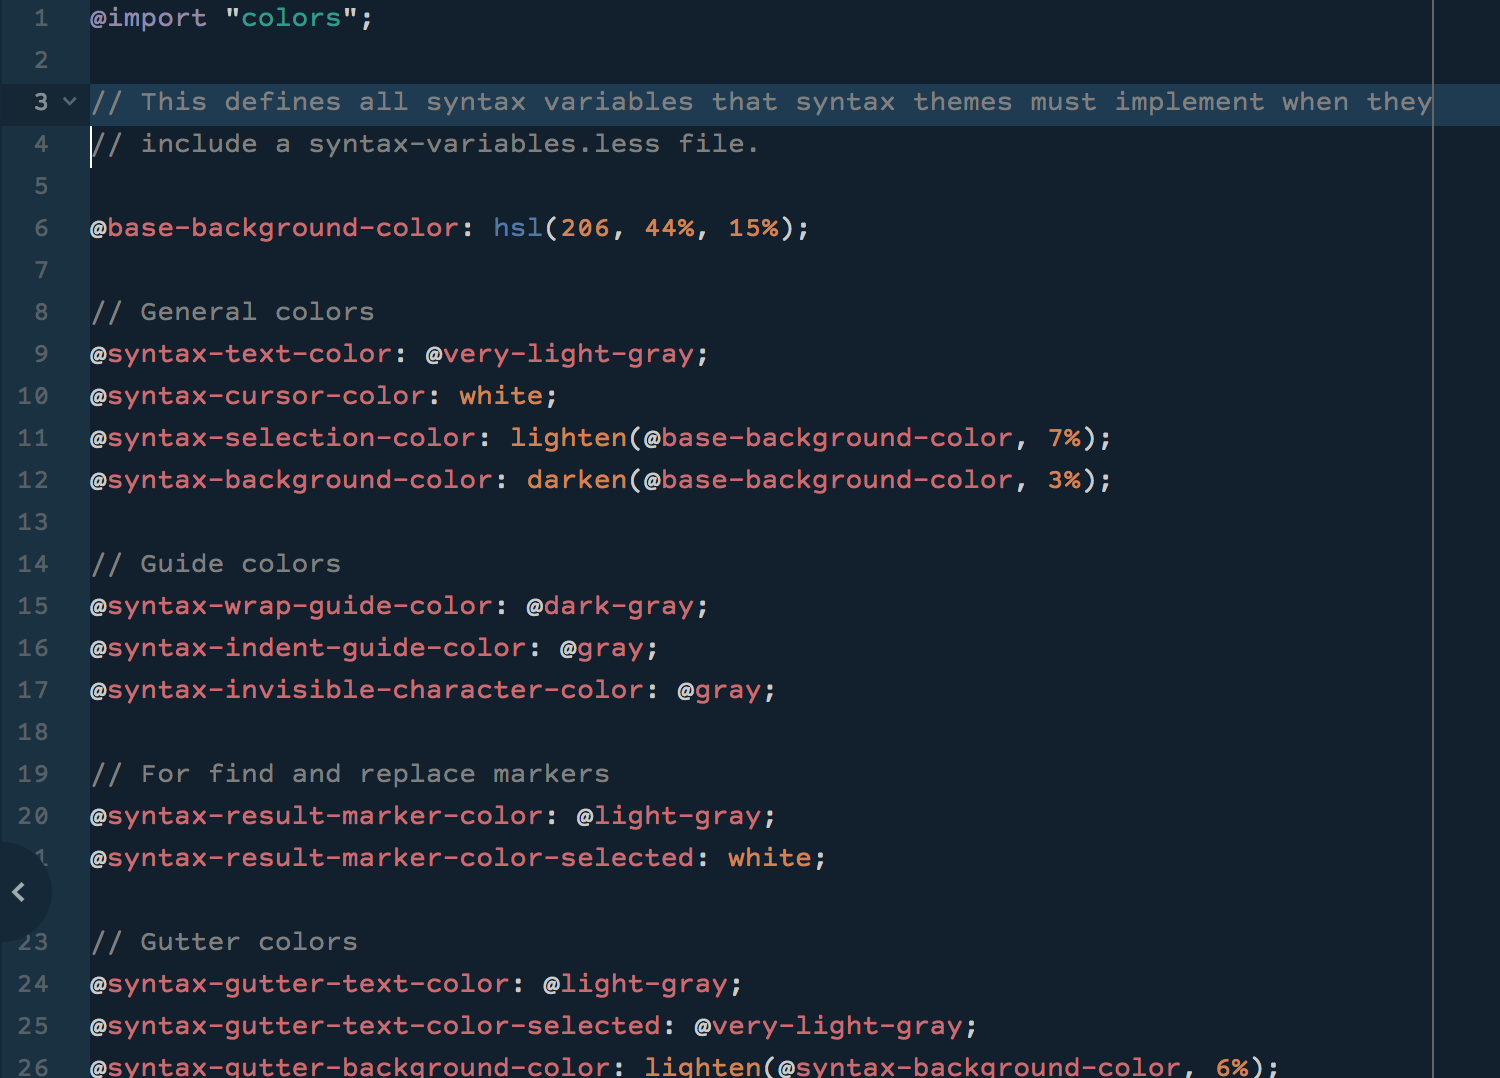 1 @import "colors";
2
3 // This defines all syntax variables that syntax themes must implement when they
4 // include a syntax-variables.less file.
5
6 @base-background-color: hsl(206, 44%, 15%);
7
8 // General colors
9 @syntax-text-color: @very-light-gray;
10 @syntax-cursor-color: white;
11 @syntax-selection-color: lighten(@base-background-color, 7%);
12 @syntax-background-color: darken(@base-background-color, 3%);
13
14 // Guide colors
15 @syntax-wrap-guide-color: @dark-gray;
16 @syntax-indent-guide-color: @gray;
17 @syntax-invisible-character-color: @gray;
18
19 // For find and replace markers
20 @syntax-result-marker-color: @light-gray;
1 @syntax-result-marker-color-selected: white;
23 // Gutter colors
24 @syntax-gutter-text-color: @light-gray;
25 @syntax-gutter-text-color-selected: @very-light-gray;
26 @syntax-gutter-background-color: lighten(@syntax-background-color, 6%);